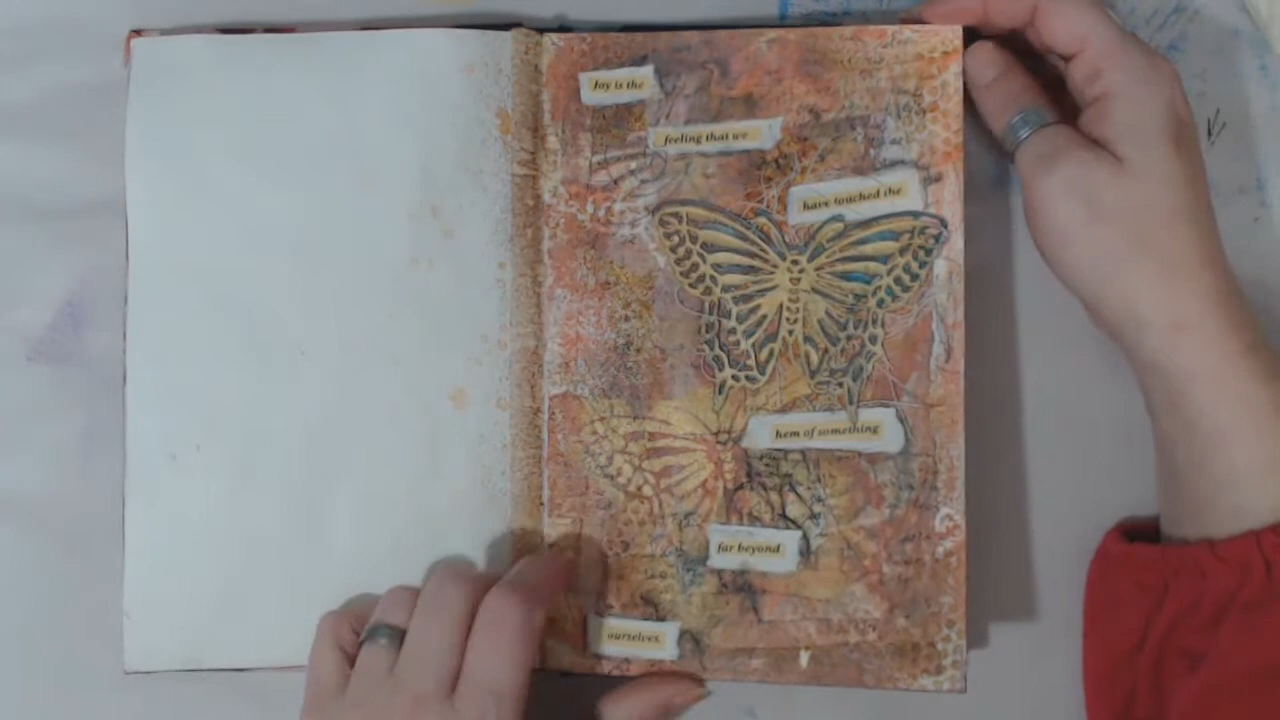 Joy is the
feeling that we
have touched the
hem of something
far beyond
ourselves.